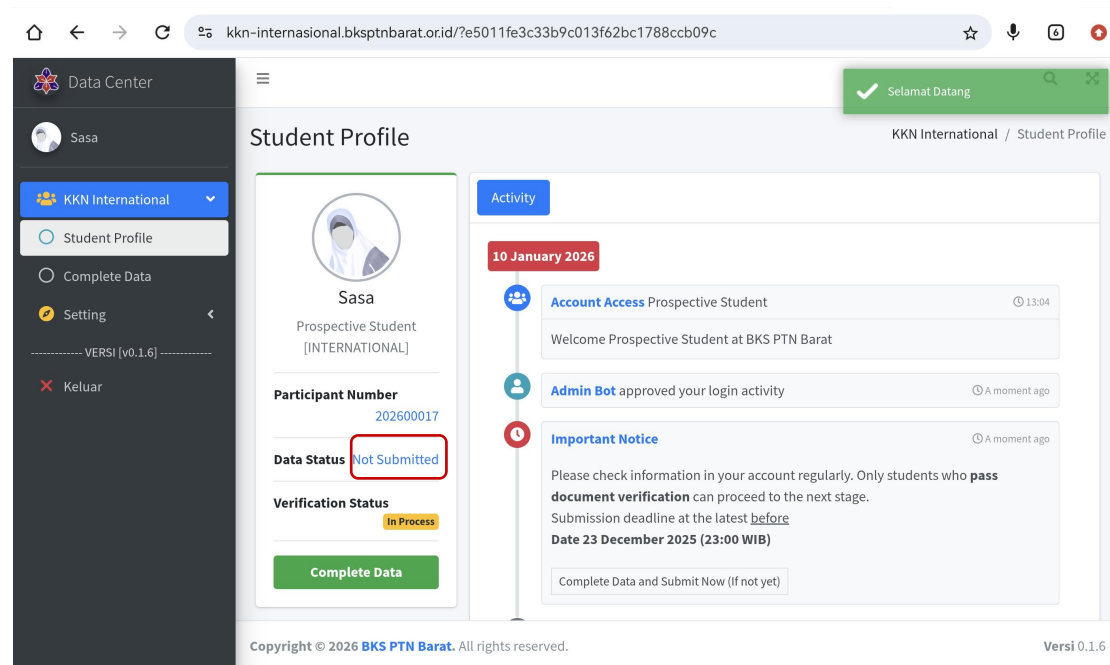 kkn-internasional.bksptnbarat.or.id/?e5011fe3c33b9c013f62bc1788ccb09c
6
Data Center
Selamat Datang
Sasa
Student Profile
KKN International / Student Profile
KKN International
Student Profile
Complete Data
Setting
------------- VERSI [v0.1.6] -------------
Keluar
Sasa
Prospective Student
[INTERNATIONAL]
Participant Number
202600017
Data Status Not Submitted
Verification Status
In Process
Complete Data
Activity
10 January 2026
Account Access Prospective Student 13:04
Welcome Prospective Student at BKS PTN Barat
Admin Bot approved your login activity A moment ago
Important Notice A moment ago
Please check information in your account regularly. Only students who pass
document verification can proceed to the next stage.
Submission deadline at the latest before
Date 23 December 2025 (23:00 WIB)
Complete Data and Submit Now (If not yet)
Copyright © 2026 BKS PTN Barat. All rights reserved.
Versi 0.1.6